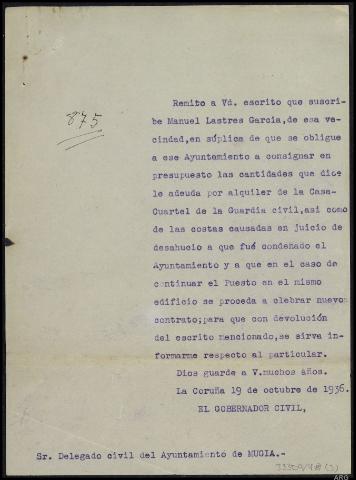 875
Remito a Vd. escrito que suscri-
be Manuel Lastres García, de esa ve-
cindad, en súplica de que se obligue
a ese Ayuntamiento a consignar en
presupuesto las cantidades que dice
le adeuda por alquiler de la Casa-
Cuartel de la Guardia civil, asi como
de las costas causadas en juicio de
desahucio a que fué condenado el
Ayuntamiento y a que en el caso de
continuar el Puesto en el mismo
edificio se proceda a clebrar nuevo
contrato; para que con devolución
del escrito mencionado, se sirva in-
formarme respecto al particular.
Dios guarde a V. muchos años.
La Coruña 19 de octubre de 1936.
EL GOBERNADOR CIVIL,
Sr. Delegado civil del Ayuntamiento de MUGIA.-
ARG